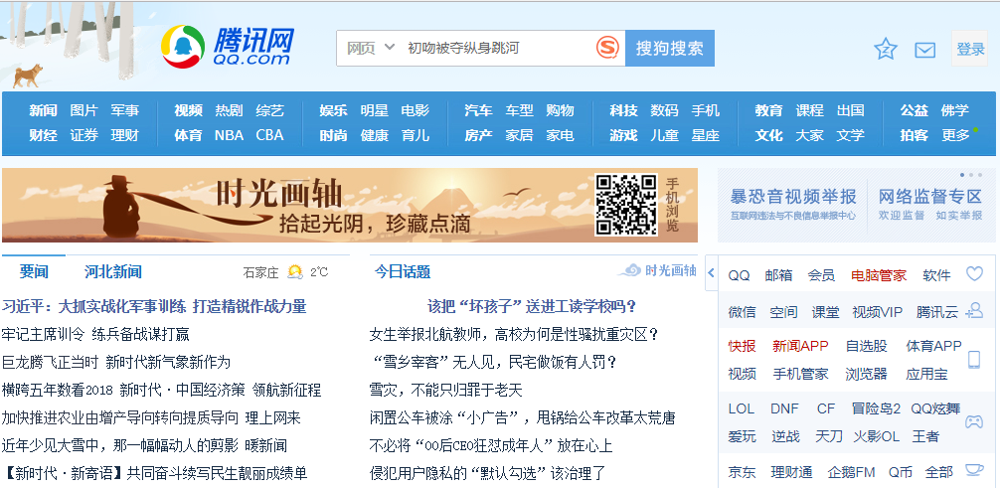 腾讯网
QQ.com
网页 初吻被夺纵身跳河 S 搜狗搜索
登录
新闻 图片 军事 视频 热剧 综艺 娱乐 明星 电影 汽车 车型 购物 科技 数码 手机 教育 课程 出国 公益 佛学
财经 证券 理财 体育 NBA CBA 时尚 健康 育儿 房产 家居 家电 游戏 儿童 星座 文化 大家 文学 拍客 更多
时光画轴
拾起光阴，珍藏点滴
手机浏览
暴恐音视频举报
互联网违法与不良信息举报中心
网络监督专区
欢迎监督 如实举报
要闻 河北新闻 石家庄 2℃
习近平：大抓实战化军事训练 打造精锐作战力量
牢记主席训令 练兵备战谋打赢
巨龙腾飞正当时 新时代新气象新作为
横跨五年数看2018 新时代·中国经济策 领航新征程
加快推进农业由增产导向转向提质导向 理上网来
近年少见大雪中，那一幅幅动人的剪影 暖新闻
【新时代·新寄语】共同奋斗续写民生靓丽成绩单
今日话题 时光画轴
该把“坏孩子”送进工读学校吗？
女生举报北航教师，高校为何是性骚扰重灾区？
“雪乡宰客”无人见，民宅做饭有人罚？
雪灾，不能只归罪于老天
闲置公车被涂“小广告”，甩锅给公车改革太荒唐
不必将“00后CEO狂怼成年人”放在心上
侵犯用户隐私的“默认勾选”该治理了
QQ 邮箱 会员 电脑管家 软件
微信 空间 课堂 视频VIP 腾讯云
快报 新闻APP 自选股 体育APP
视频 手机管家 浏览器 应用宝
LOL DNF CF 冒险岛2 QQ炫舞
爱玩 逆战 天刀 火影OL 王者
京东 理财通 企鹅FM Q币 全部